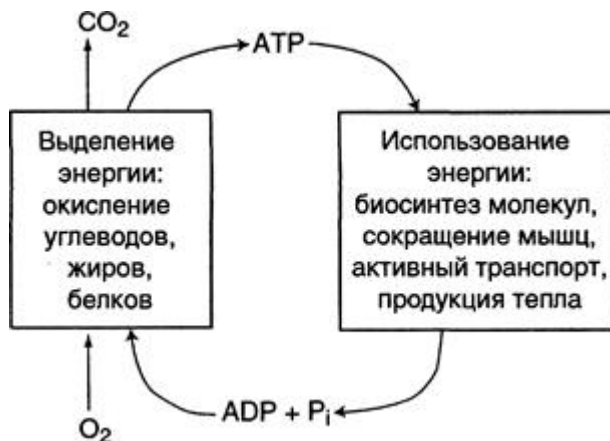 CO₂
ATP
Выделение
энергии:
окисление
углеводов,
жиров,
белков
Использование
энергии:
биосинтез молекул,
сокращение мышц,
активный транспорт,
продукция тепла
ADP + Pᵢ
O₂